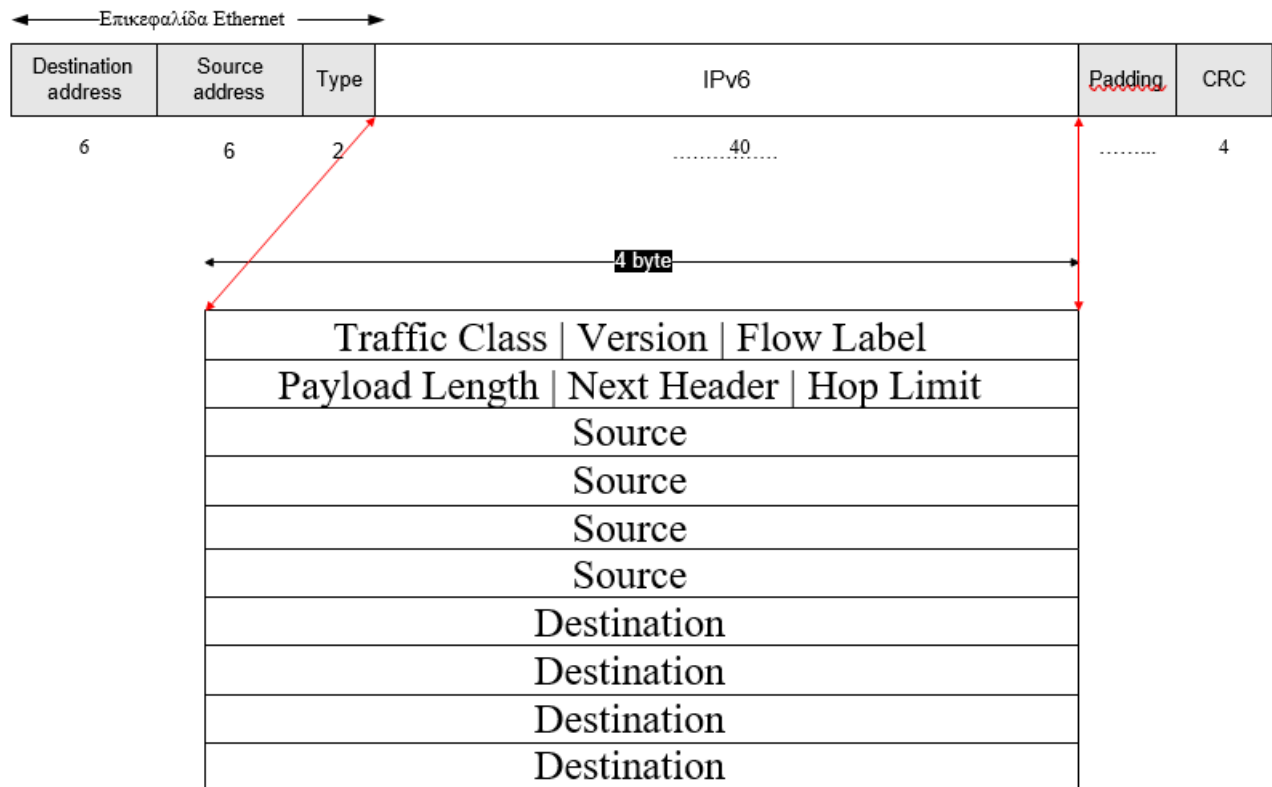 Επικεφαλίδα Ethernet
Destination address
Source address
Type
IPv6
Padding
CRC
6
6
2
......40.........
.........
4
4 byte
Traffic Class | Version | Flow Label
Payload Length | Next Header | Hop Limit
Source
Source
Source
Source
Destination
Destination
Destination
Destination